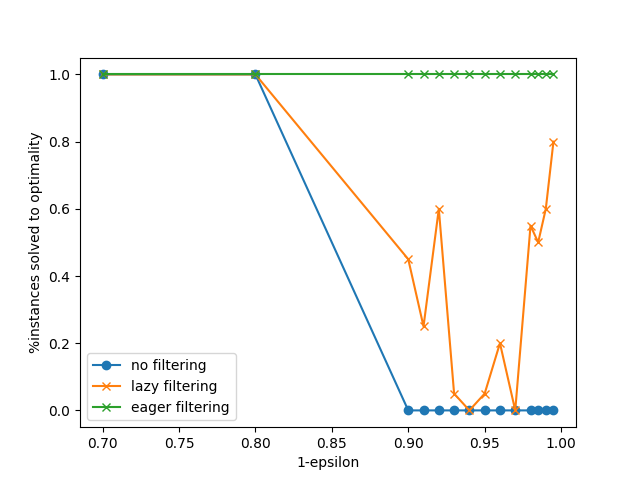 %instances solved to optimality
1.0
0.8
0.6
0.4
0.2
0.0
no filtering
lazy filtering
eager filtering
0.70 0.75 0.80 0.85 0.90 0.95 1.00
1-epsilon